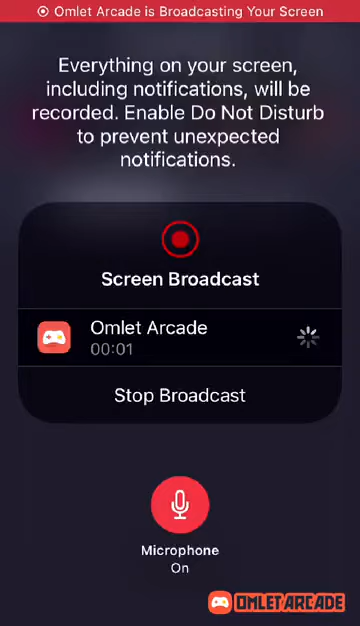 Omlet Arcade is Broadcasting Your Screen
Everything on your screen,
including notifications, will be
recorded. Enable Do Not Disturb
to prevent unexpected
notifications.
Screen Broadcast
Omlet Arcade
00:01
Stop Broadcast
Microphone
On
OMLET ARCADE